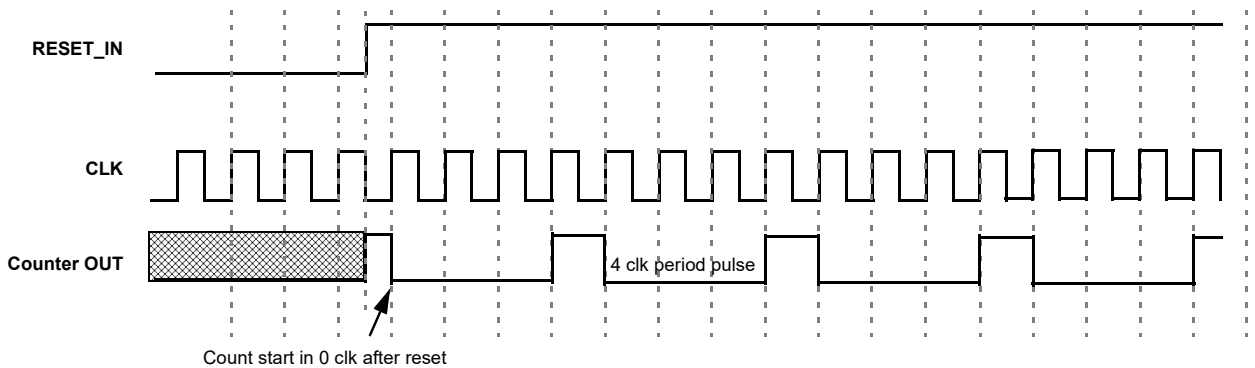 RESET_IN
CLK
Counter OUT
4 clk period pulse
Count start in 0 clk after reset